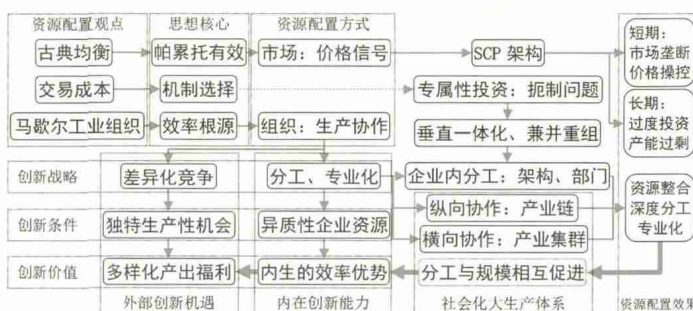 资源配置观点 思想核心 资源配置方式
古典均衡 帕累托有效 市场：价格信号 SCP 架构
短期：
市场垄断
价格操控
交易成本 机制选择 专属性投资：扼制问题
长期：
过度投资
产能过剩
马歇尔工业组织 效率根源 组织：生产协作 垂直一体化、兼并重组
创新战略 差异化竞争 分工、专业化 企业内分工：架构、部门
纵向协作：产业链
资源整合
深度分工
专业化
创新条件 独特生产性机会 异质性企业资源
横向协作：产业集群
创新价值 多样化产出福利 内生的效率优势 分工与规模相互促进
外部创新机遇 内在创新能力 社会化大生产体系 资源配置效果